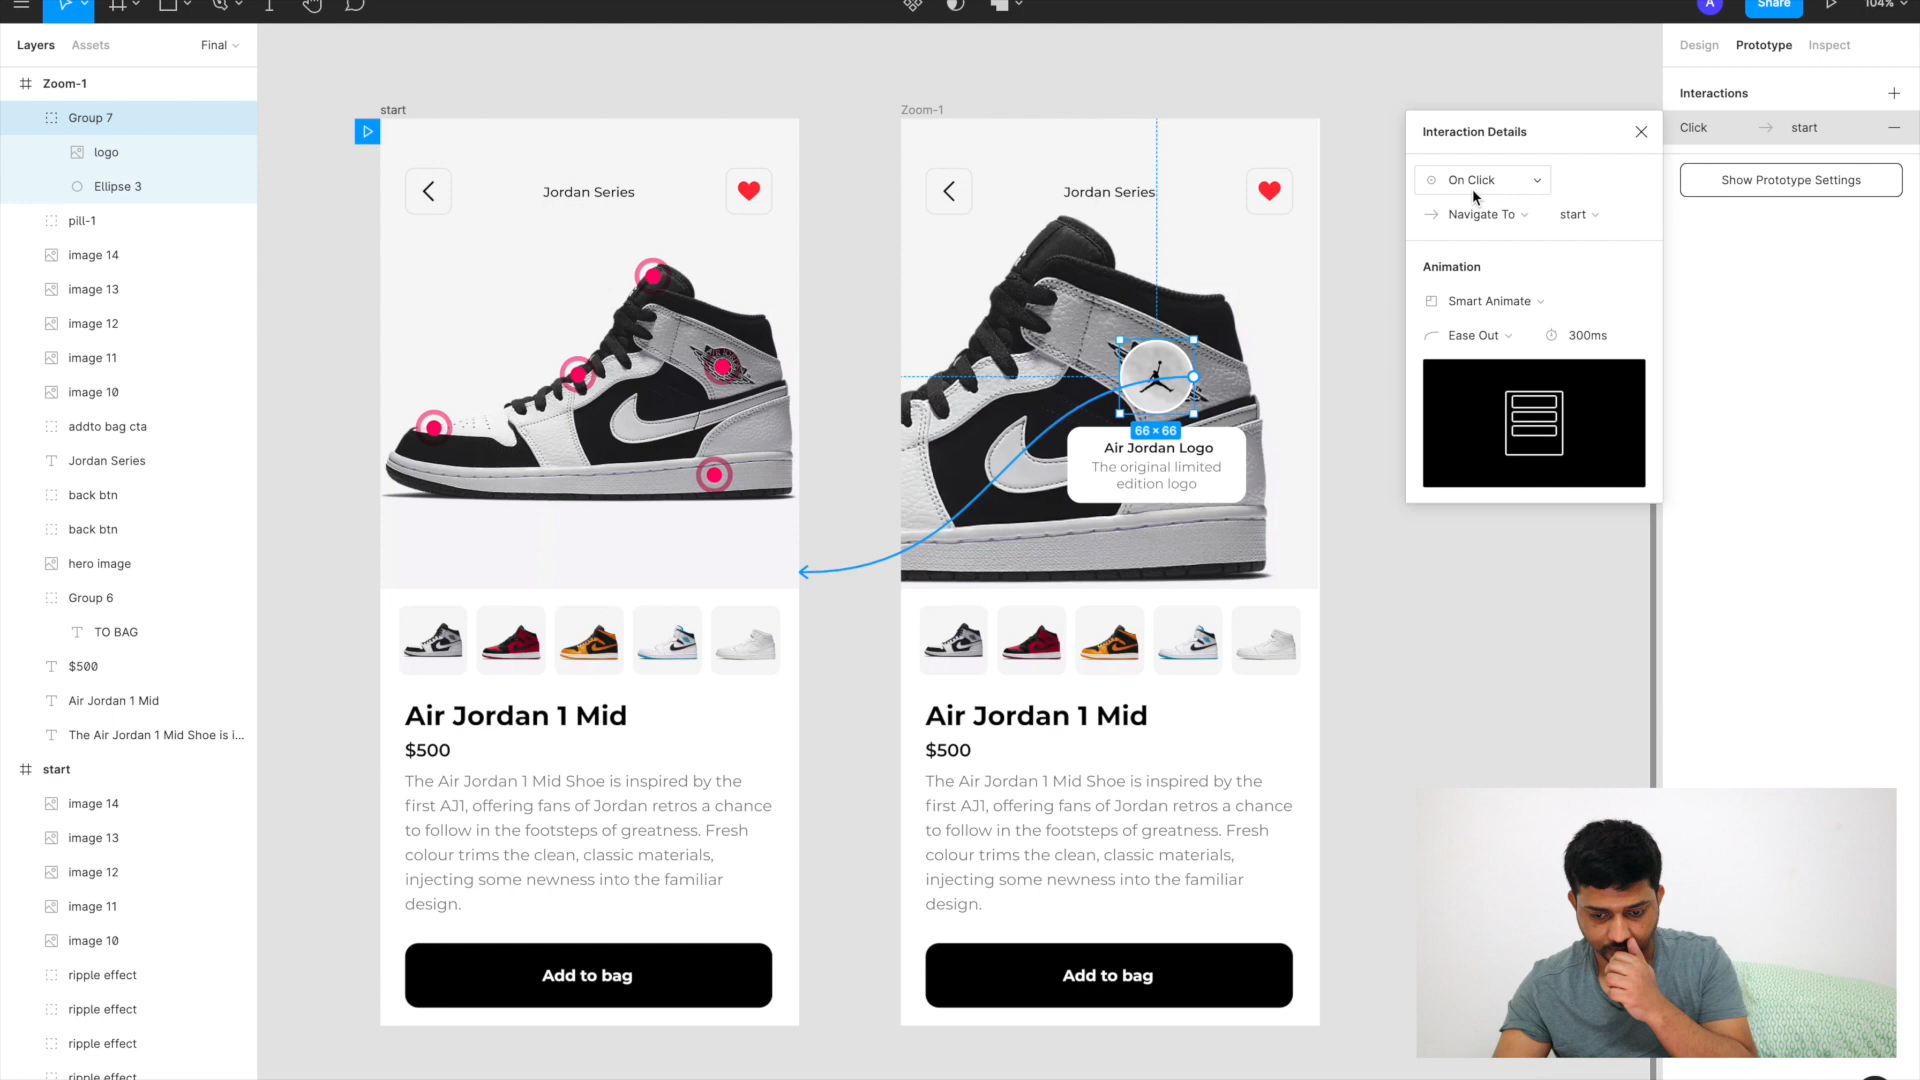 A
Share
104%
Layers
Assets
Final
Zoom-1
Group 7
logo
Ellipse 3
pill-1
image 14
image 13
image 12
image 11
image 10
addto bag cta
Jordan Series
back btn
back btn
hero image
Group 6
TO BAG
$500
Air Jordan 1 Mid
The Air Jordan 1 Mid Shoe is i...
start
image 14
image 13
image 12
image 11
image 10
ripple effect
ripple effect
ripple effect
ripple effect
start
Jordan Series
Air Jordan 1 Mid
$500
The Air Jordan 1 Mid Shoe is inspired by the
first AJ1, offering fans of Jordan retros a chance
to follow in the footsteps of greatness. Fresh
colour trims the clean, classic materials,
injecting some newness into the familiar
design.
Add to bag
Zoom-1
Jordan Series
66 × 66
Air Jordan Logo
The original limited
edition logo
Air Jordan 1 Mid
$500
The Air Jordan 1 Mid Shoe is inspired by the
first AJ1, offering fans of Jordan retros a chance
to follow in the footsteps of greatness. Fresh
colour trims the clean, classic materials,
injecting some newness into the familiar
design.
Add to bag
Interaction Details
On Click
Navigate To
start
Animation
Smart Animate
Ease Out
300ms
Design
Prototype
Inspect
Interactions
Click
start
Show Prototype Settings